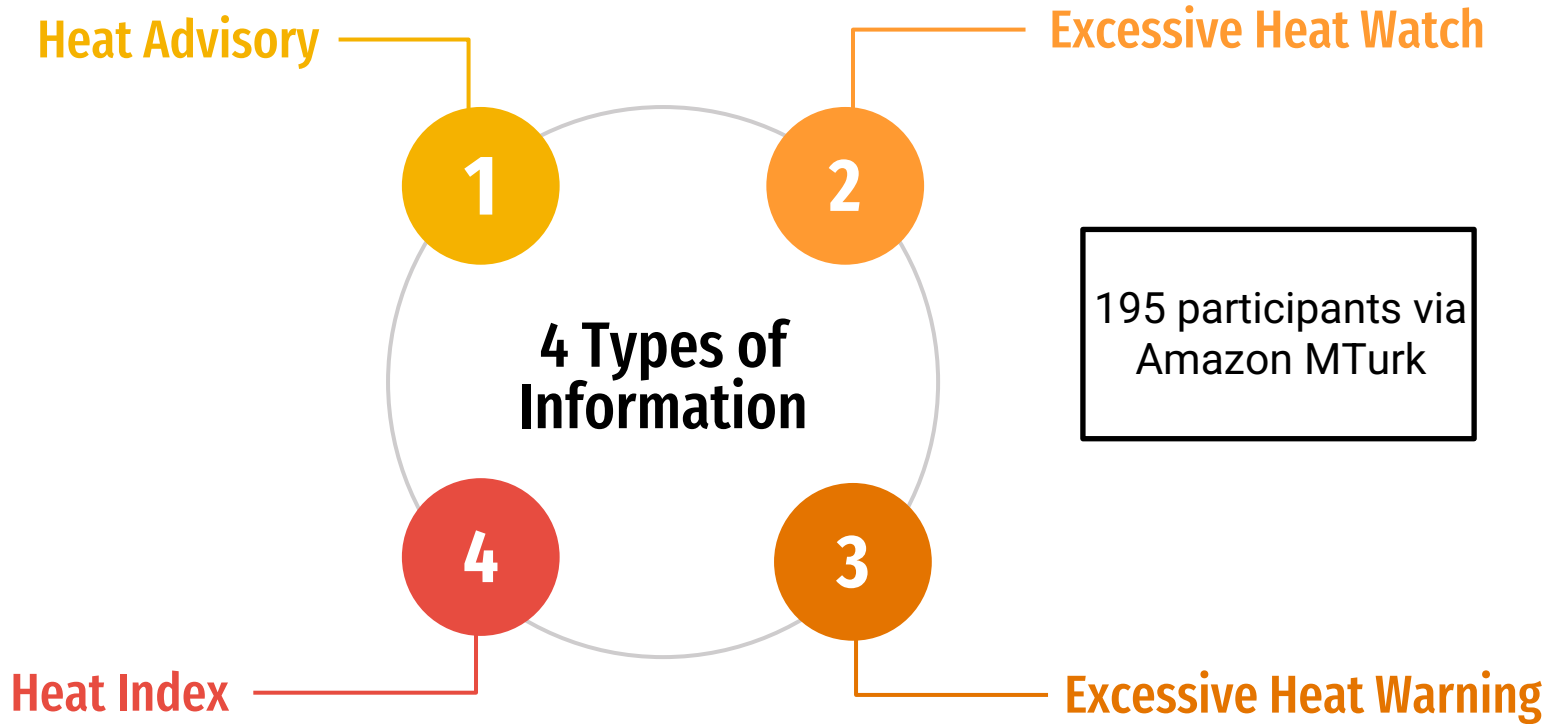 Heat Advisory
Excessive Heat Watch
1
2
4 Types of
Information
195 participants via
Amazon MTurk
4
3
Heat Index
Excessive Heat Warning